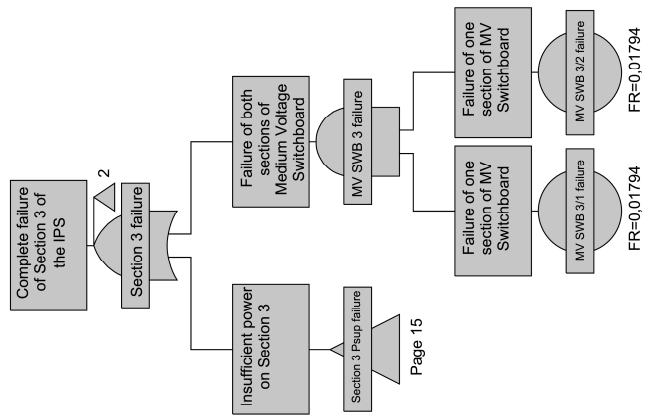 Complete failure
of Section 3 of
the IPS
2
Section 3 failure
Insufficient power
on Section 3
Section 3 Psup failure
Page 15
Failure of both
sections of
Medium Voltage
Switchboard
MV SWB 3 failure
Failure of one
section of MV
Switchboard
MV SWB 3/1 failure
FR=0,01794
Failure of one
section of MV
Switchboard
MV SWB 3/2 failure
FR=0,01794